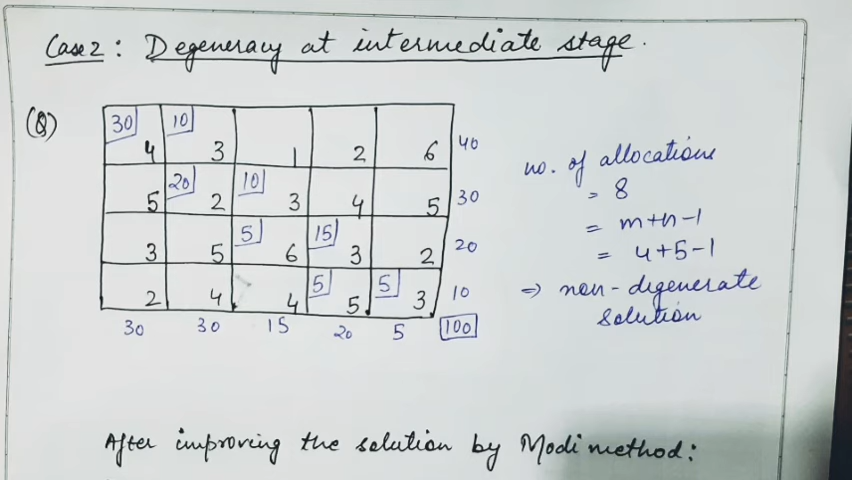 Case 2 : Degeneracy at intermediate stage.
(Q)
30 10
4 3 1 2 6 40
20 10
5 2 3 4 5 30
5 15
3 5 6 3 2 20
5 5
2 4 4 5 3 10
30 30 15 20 5 100
no. of allocations
= 8
= m+n-1
= 4+5-1
⇒ non-degenerate
solution
After improving the solution by Modi method: